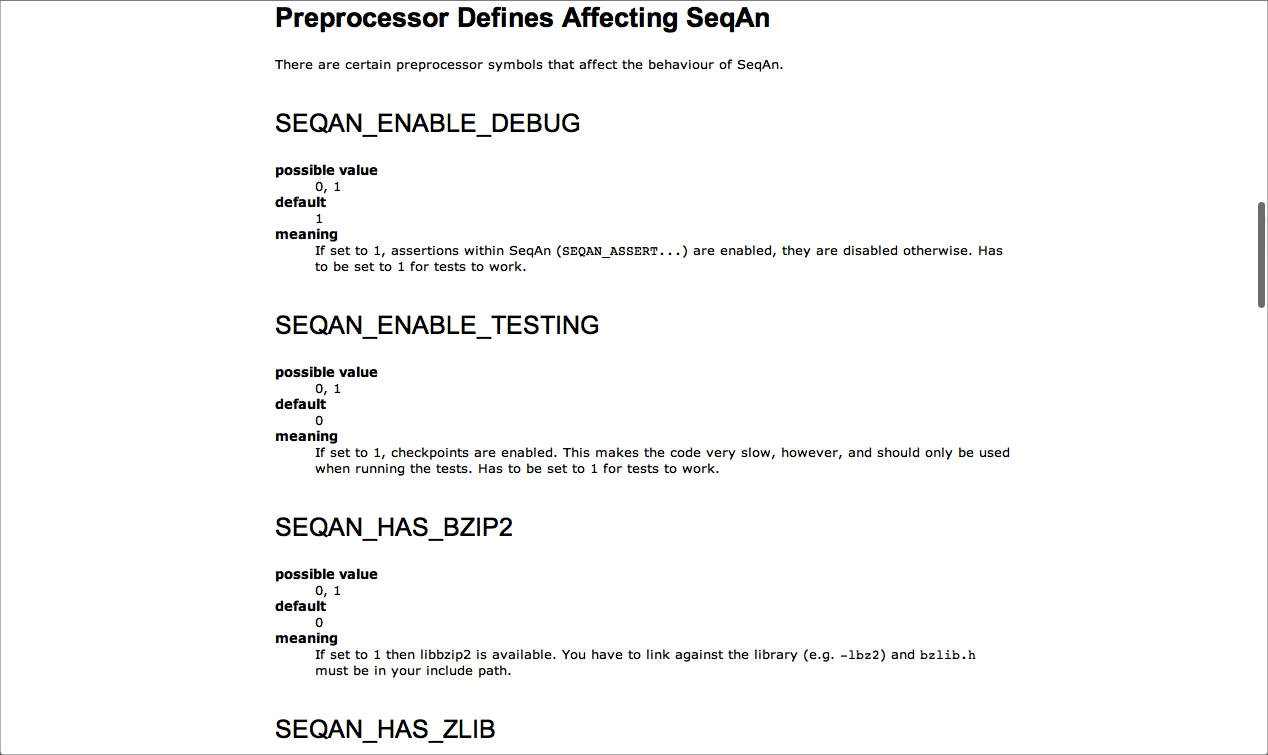 Preprocessor Defines Affecting SeqAn
There are certain preprocessor symbols that affect the behaviour of SeqAn.
SEQAN_ENABLE_DEBUG
possible value
0, 1
default
1
meaning
If set to 1, assertions within SeqAn (SEQAN_ASSERT...) are enabled, they are disabled otherwise. Has
to be set to 1 for tests to work.
SEQAN_ENABLE_TESTING
possible value
0, 1
default
0
meaning
If set to 1, checkpoints are enabled. This makes the code very slow, however, and should only be used
when running the tests. Has to be set to 1 for tests to work.
SEQAN_HAS_BZIP2
possible value
0, 1
default
0
meaning
If set to 1 then libbzip2 is available. You have to link against the library (e.g. -lbz2) and bzlib.h
must be in your include path.
SEQAN_HAS_ZLIB